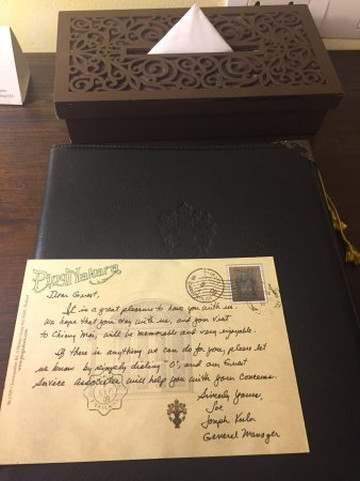 PingNakara
Dear Guest,
It is a great pleasure to have you with us.
We hope that you stay with us, and your visit
to Chiang Mai, will be memorable and very enjoyable.
If there is anything we can do for you, please let
us know by simply dialing "0", and our Guest
Service Associates will help you with your concerns.
Sincerely yours,
Joe
Joseph
General Manager